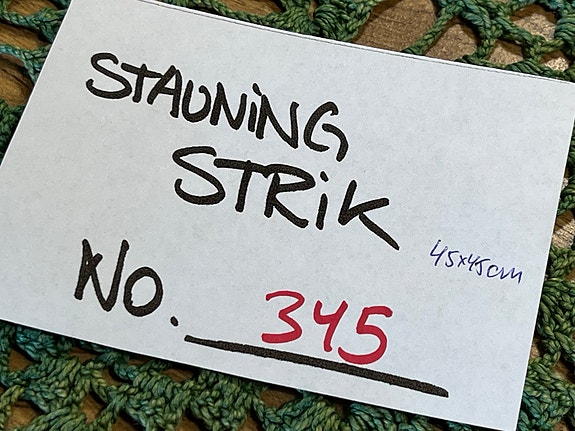 STAUNiNG
STRiK
45x45cm
No. 345